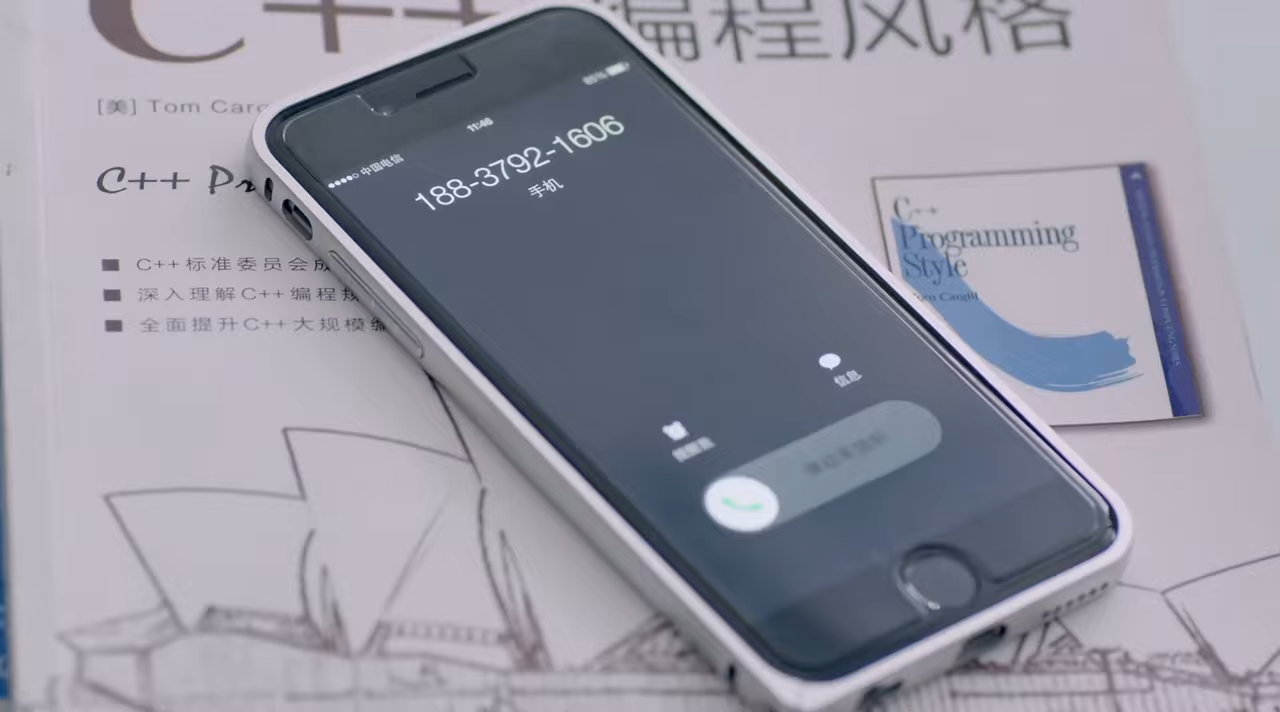 C++ 编程风格
[美] Tom Carg
C++ Pr
C++标准委员会成
深入理解C++编程规
全面提升C++大规模编
中国电信
11:46
188-3792-1606
手机
信息
C++
Programming
Style
Tom Cargill